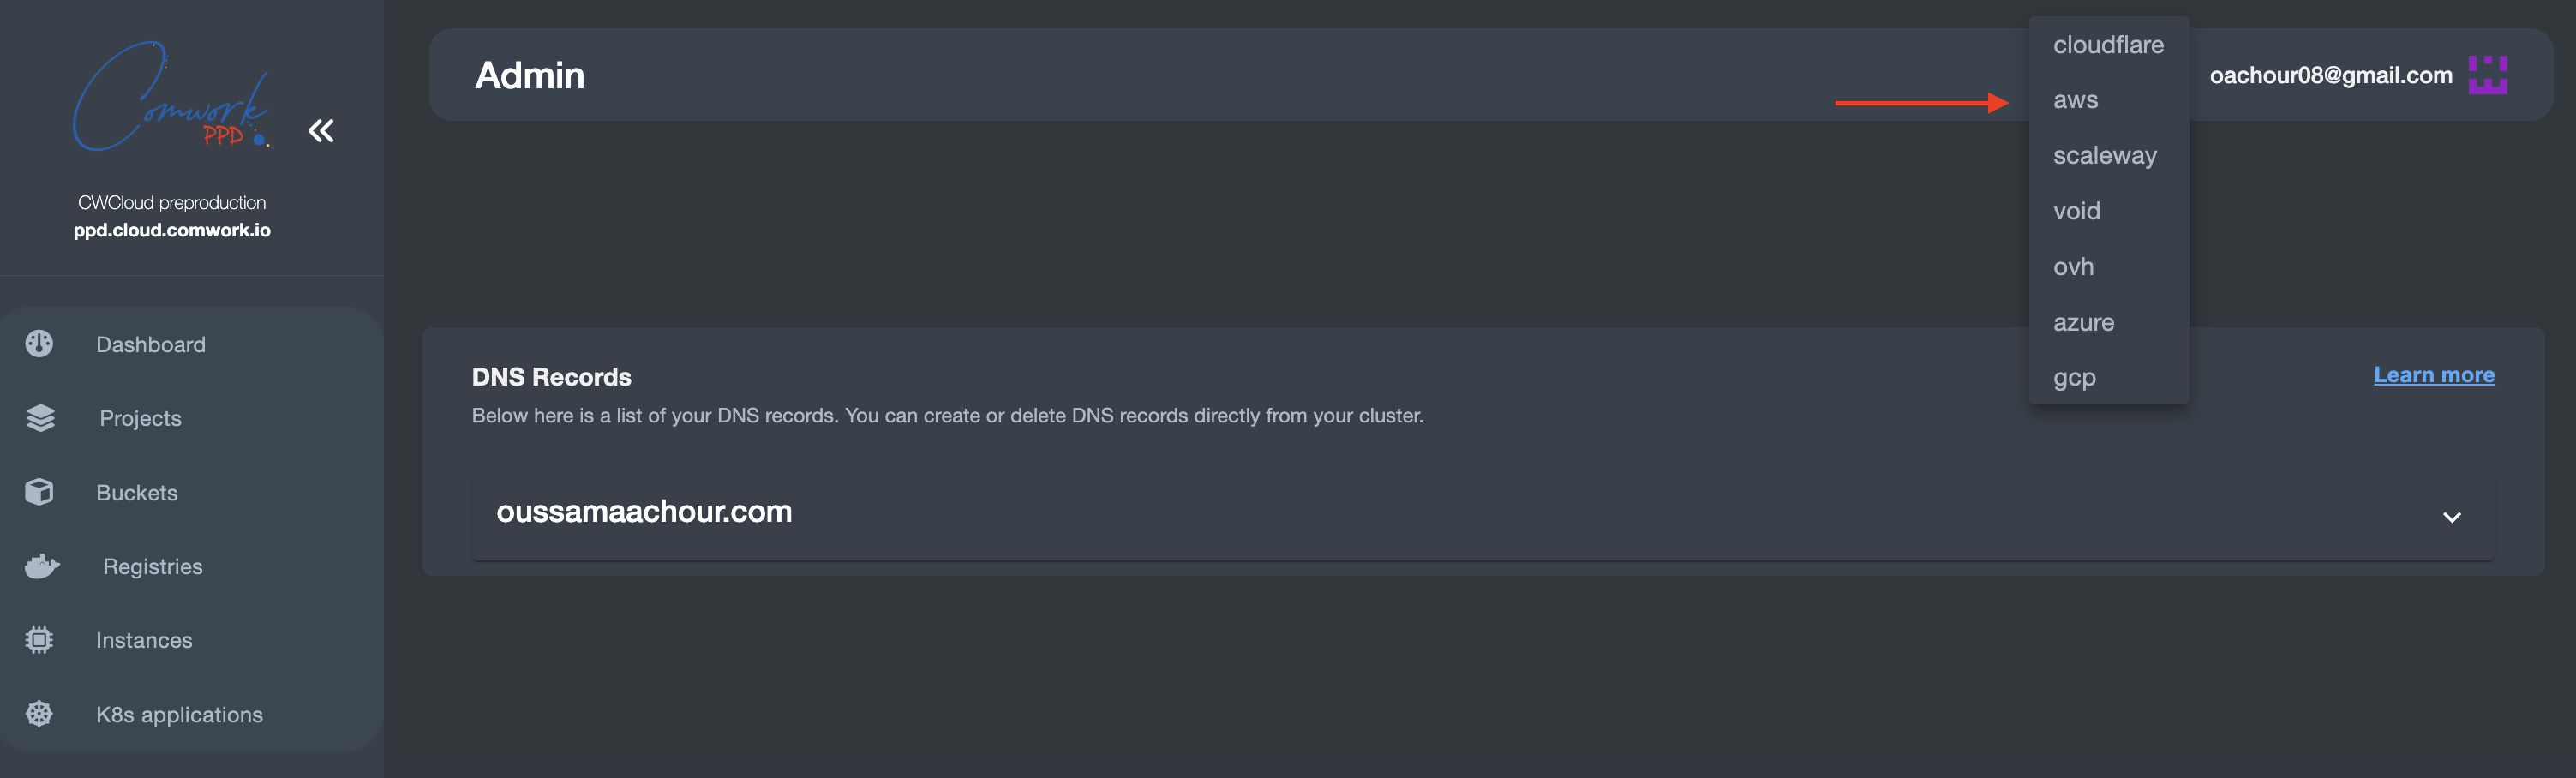 Comwork
PPD
CWCloud preproduction
ppd.cloud.comwork.io
Dashboard
Projects
Buckets
Registries
Instances
K8s applications
Admin
cloudflare
aws
scaleway
void
ovh
azure
gcp
oachour08@gmail.com
DNS Records
Learn more
Below here is a list of your DNS records. You can create or delete DNS records directly from your cluster.
oussamaachour.com